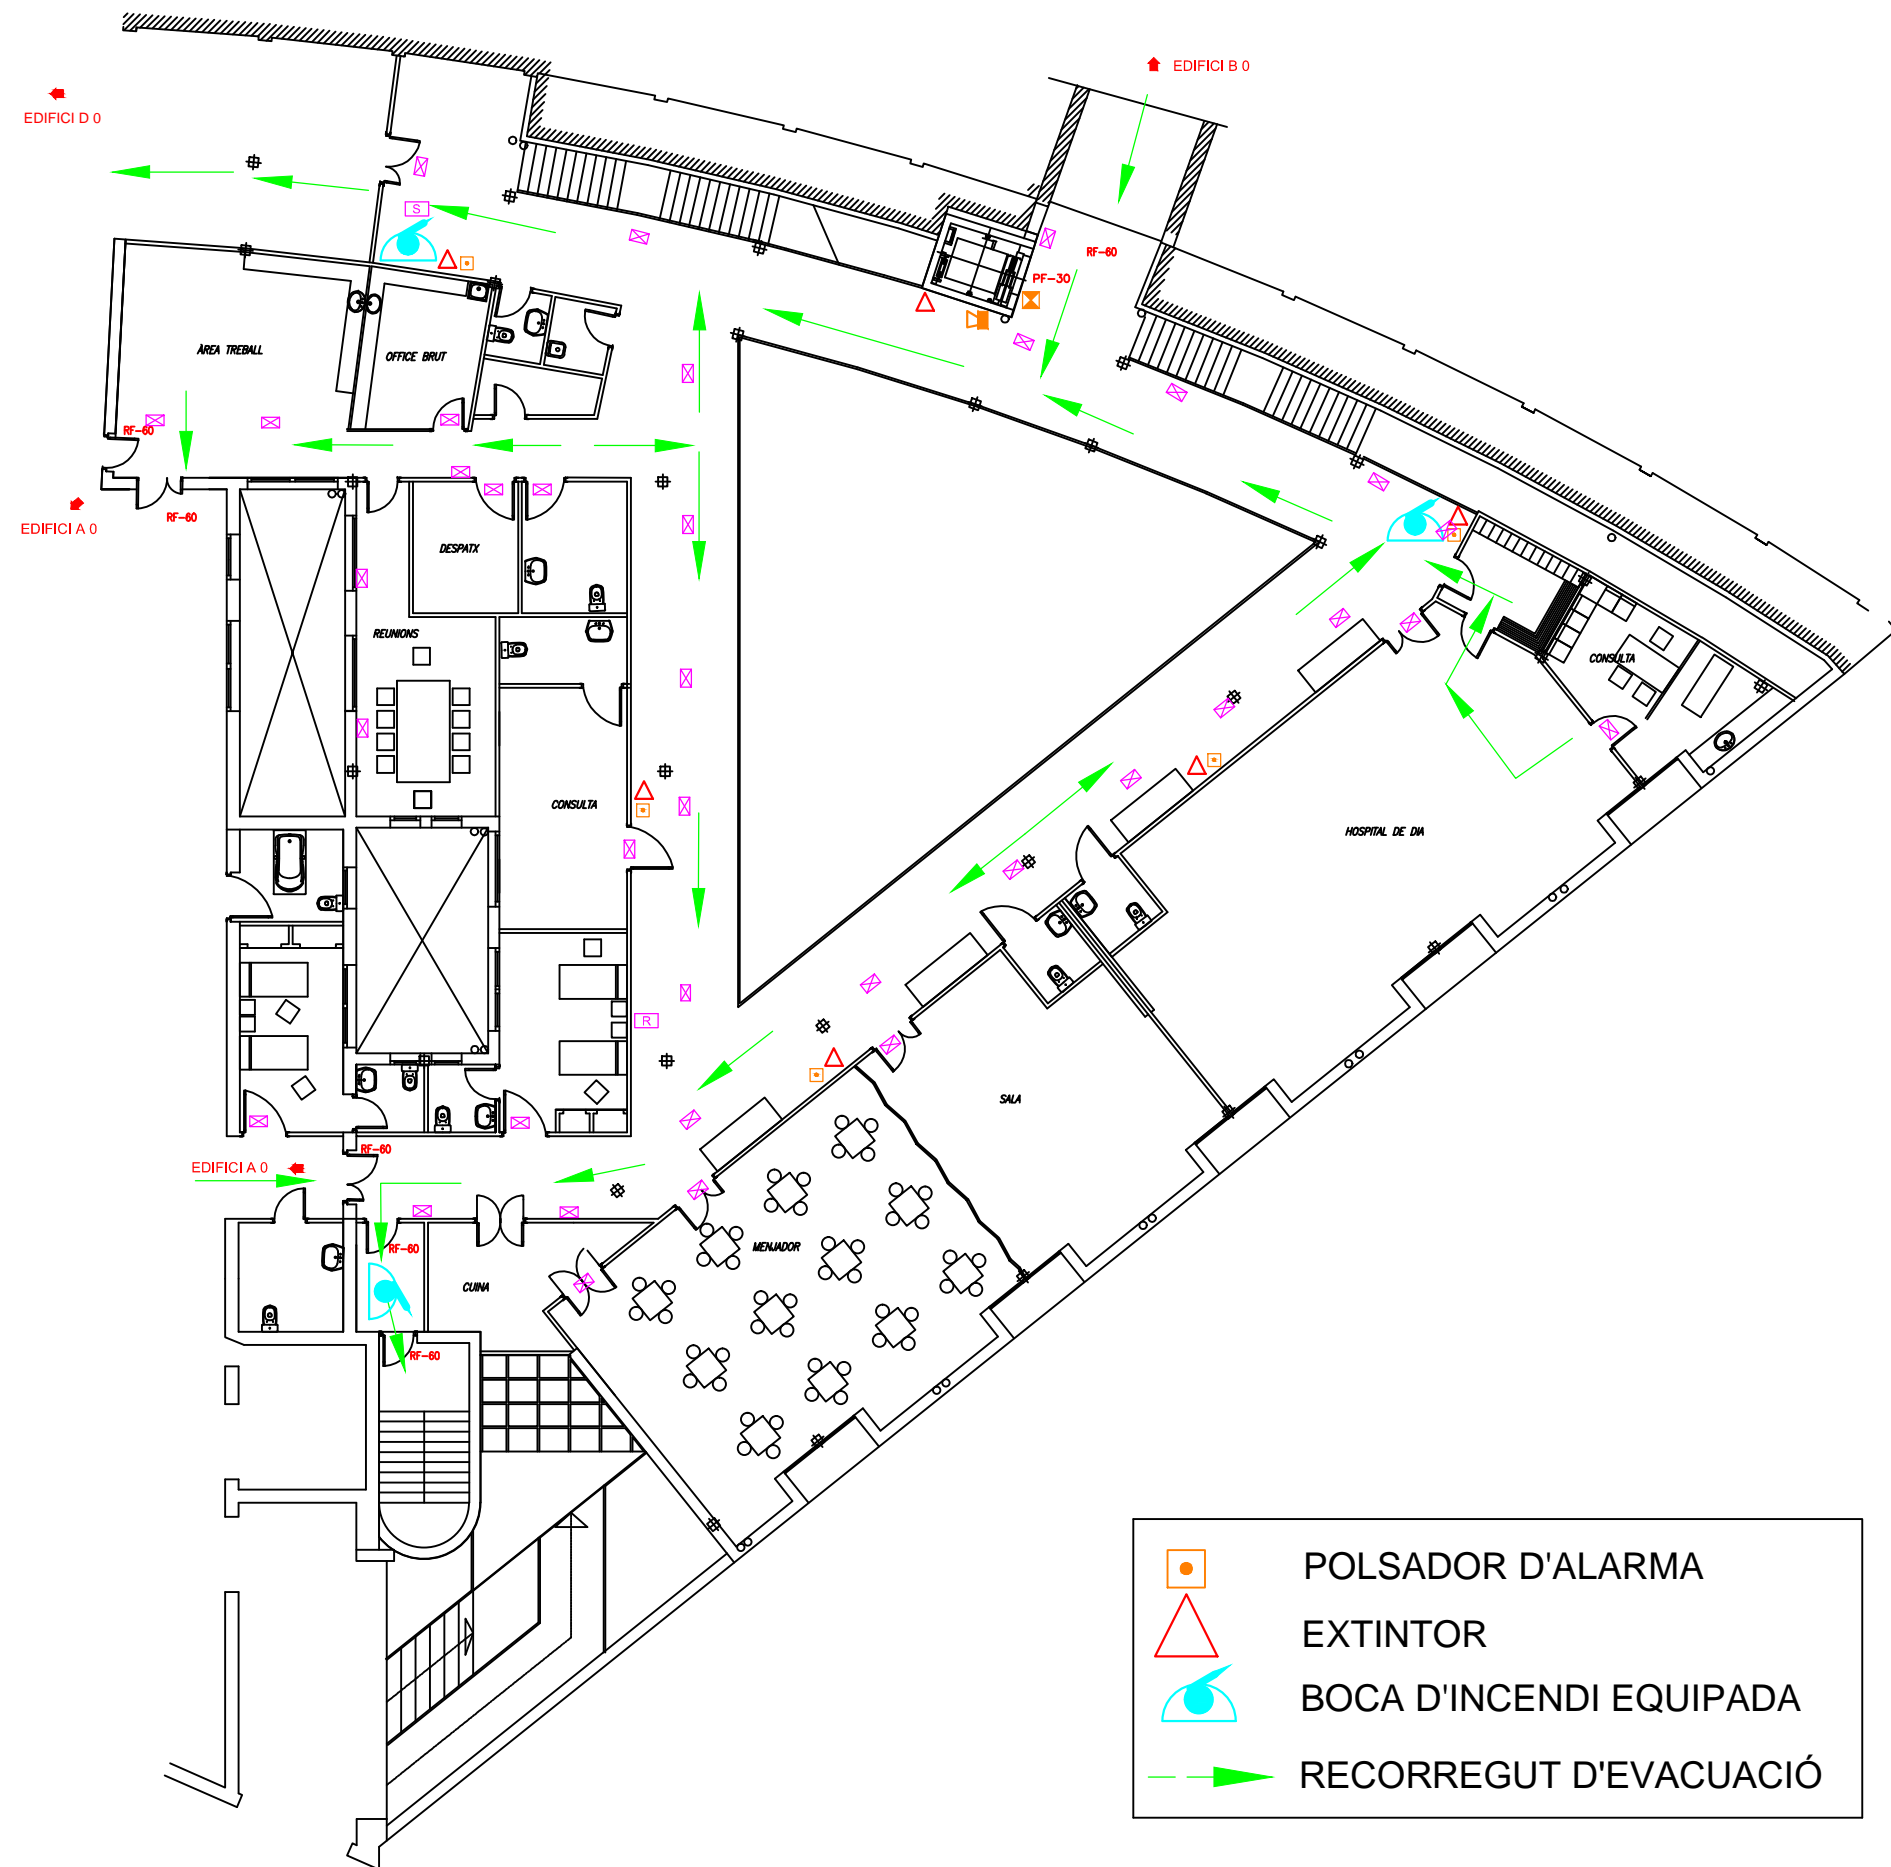 EDIFICI B 0
EDIFICI D 0
S
RF-60
PF-30
ÀREA TREBALL
OFFICE BRUT
RF-60
RF-60
EDIFICI A 0
DESPATX
REUNIONS
CONSULTA
CONSULTA
HOSPITAL DE DIA
R
SALA
RF-60
EDIFICI A 0
MENJADOR
RF-60
CUINA
RF-60
POLSADOR D'ALARMA
EXTINTOR
BOCA D'INCENDI EQUIPADA
RECORREGUT D'EVACUACIÓ